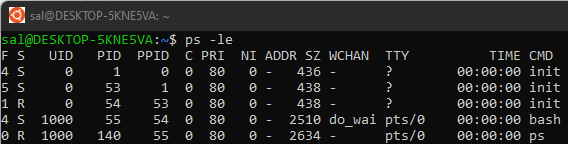 sal@DESKTOP-5KNE5VA: ~
sal@DESKTOP-5KNE5VA:~$ ps -le
F S   UID   PID  PPID  C PRI  NI ADDR SZ WCHAN  TTY          TIME CMD
4 S     0     1     0  0  80   0 -   436 -      ?        00:00:00 init
5 S     0    53     1  0  80   0 -   438 -      ?        00:00:00 init
1 R     0    54    53  0  80   0 -   438 -      ?        00:00:00 init
4 S  1000    55    54  0  80   0 -  2510 do_wai pts/0    00:00:00 bash
0 R  1000   140    55  0  80   0 -  2634 -      pts/0    00:00:00 ps